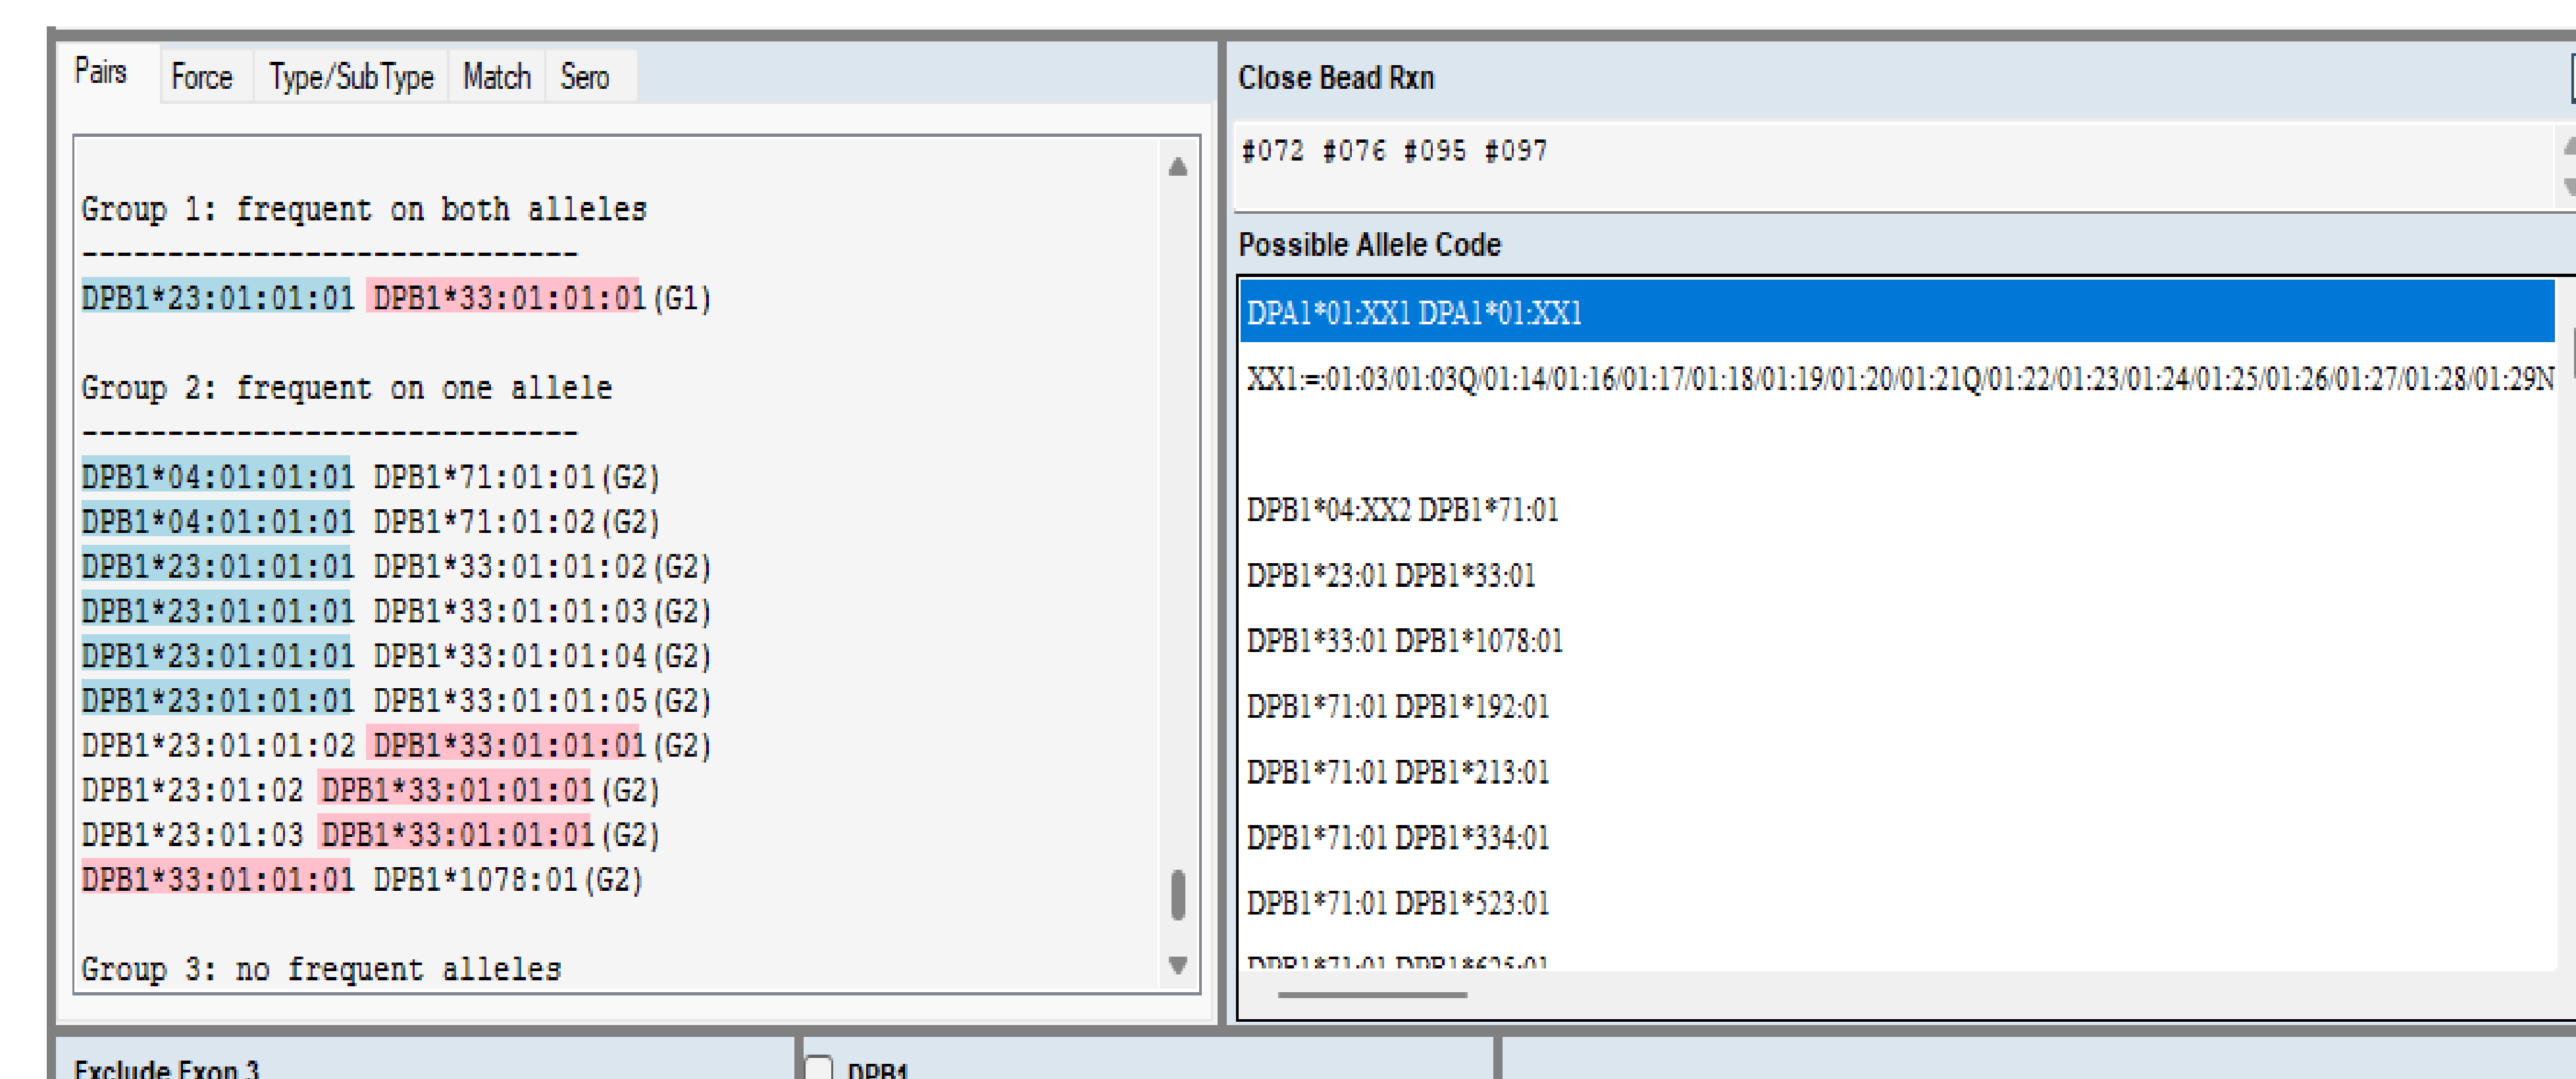 Pairs Force Type/SubType Match Sero
Group 1: frequent on both alleles
-----------------------------
DPB1*23:01:01:01 DPB1*33:01:01:01(G1)
Group 2: frequent on one allele
-----------------------------
DPB1*04:01:01:01 DPB1*71:01:01(G2)
DPB1*04:01:01:01 DPB1*71:01:02(G2)
DPB1*23:01:01:01 DPB1*33:01:01:02(G2)
DPB1*23:01:01:01 DPB1*33:01:01:03(G2)
DPB1*23:01:01:01 DPB1*33:01:01:04(G2)
DPB1*23:01:01:01 DPB1*33:01:01:05(G2)
DPB1*23:01:01:02 DPB1*33:01:01:01(G2)
DPB1*23:01:02 DPB1*33:01:01:01(G2)
DPB1*23:01:03 DPB1*33:01:01:01(G2)
DPB1*33:01:01:01 DPB1*1078:01(G2)
Group 3: no frequent alleles
Close Bead Rxn
#072 #076 #095 #097
Possible Allele Code
DPA1*01:XX1 DPA1*01:XX1
XX1:=:01:03/01:03Q/01:14/01:16/01:17/01:18/01:19/01:20/01:21Q/01:22/01:23/01:24/01:25/01:26/01:27/01:28/01:29N
DPB1*04:XX2 DPB1*71:01
DPB1*23:01 DPB1*33:01
DPB1*33:01 DPB1*1078:01
DPB1*71:01 DPB1*192:01
DPB1*71:01 DPB1*213:01
DPB1*71:01 DPB1*334:01
DPB1*71:01 DPB1*523:01
DPB1*71:01 DPB1*625:01
Exclude Exon 3
DPB1